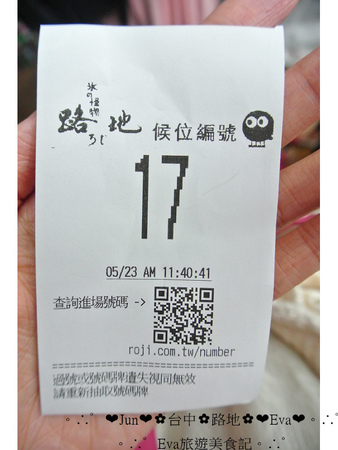 氷の怪物
路地
ろじ
候位編號
17
05/23 AM 11:40:41
查詢進場號碼 ->
roji.com.tw/number
過號或號碼牌遺失視同無效
請重新抽取號碼牌
。.:˙。❤Jun❤✿台中✿路地✿❤Eva❤。.:˙。
。.:˙。Eva旅遊美食記。.:˙。